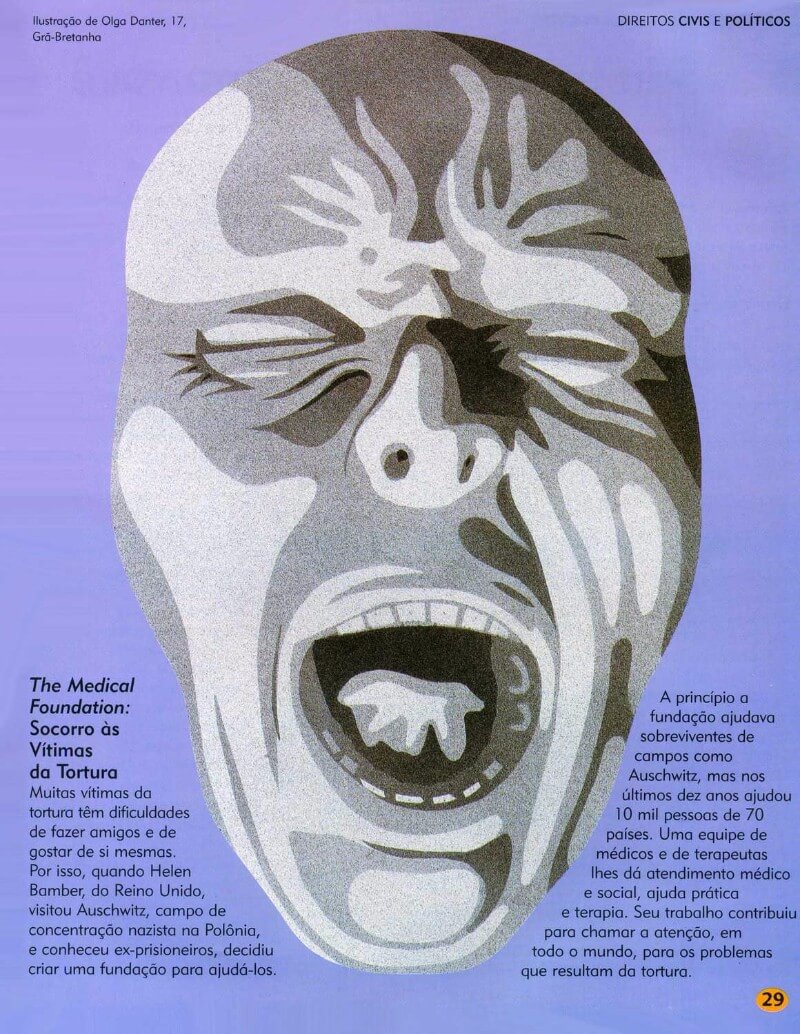 Ilustração de Olga Danter, 17,
Grã-Bretanha
DIREITOS CIVIS E POLÍTICOS
The Medical
Foundation:
Socorro às
Vítimas
da Tortura
Muitas vítimas da
tortura têm dificuldades
de fazer amigos e de
gostar de si mesmas.
Por isso, quando Helen
Bamber, do Reino Unido,
visitou Auschwitz, campo de
concentração nazista na Polônia,
e conheceu ex-prisioneiros, decidiu
criar uma fundação para ajudá-los.
A princípio a
fundação ajudava
sobreviventes de
campos como
Auschwitz, mas nos
últimos dez anos ajudou
10 mil pessoas de 70
países. Uma equipe de
médicos e de terapeutas
lhes dá atendimento médico
e social, ajuda prática
e terapia. Seu trabalho contribuiu
para chamar a atenção, em
todo o mundo, para os problemas
que resultam da tortura.
29